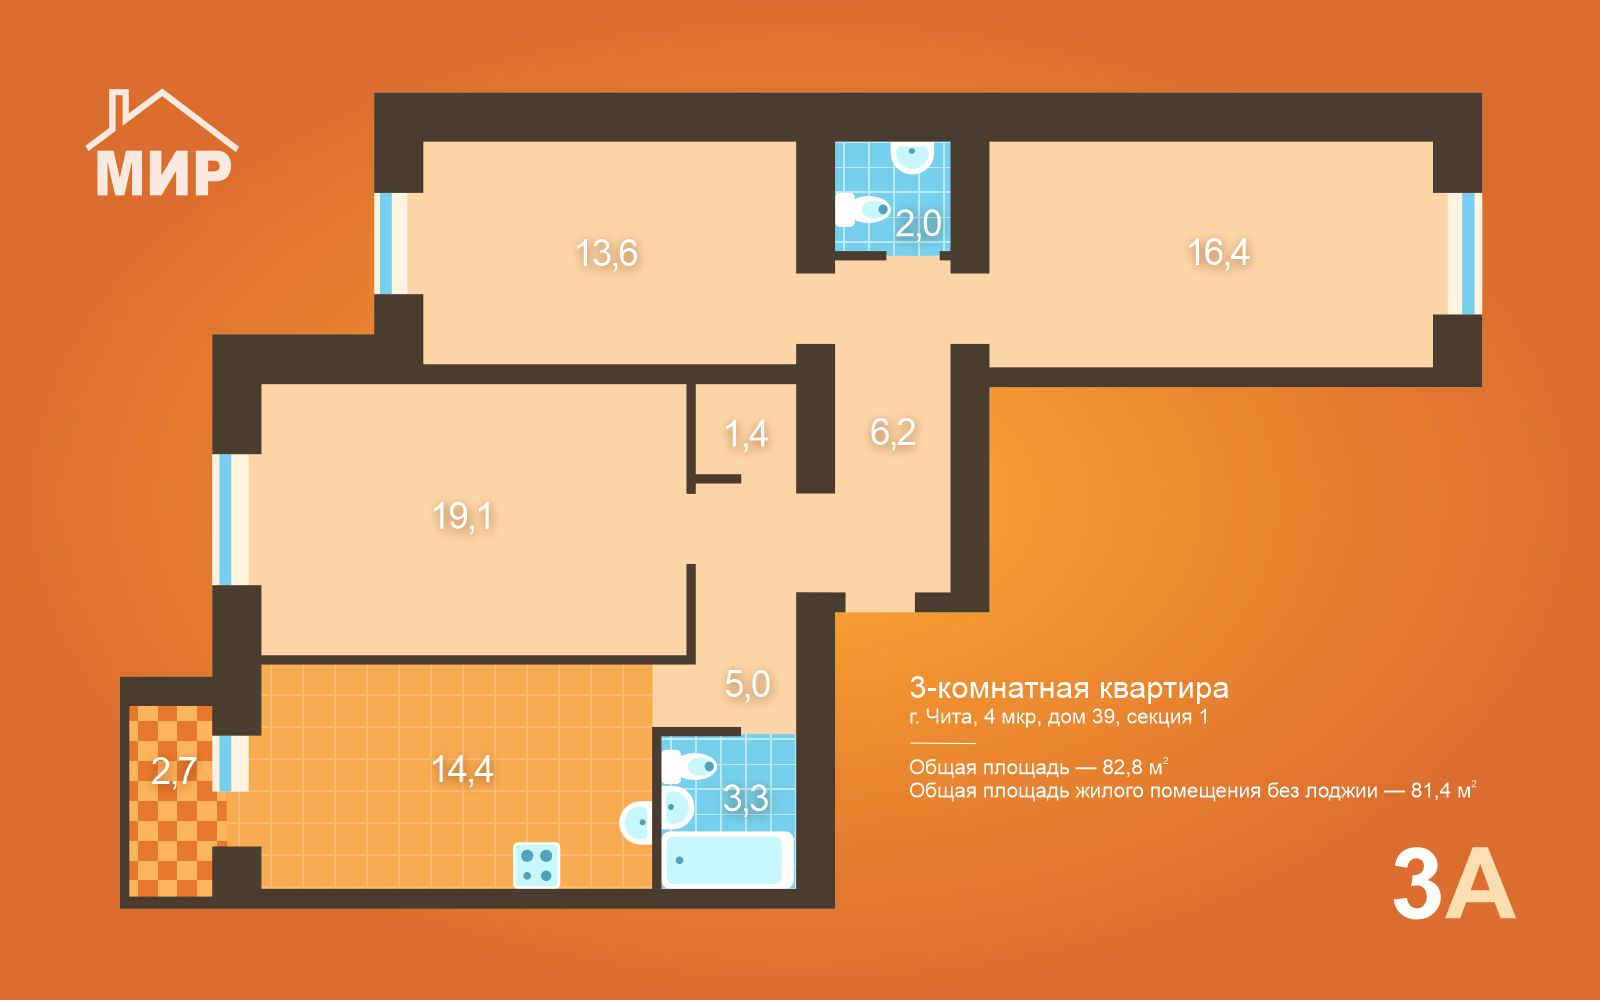 МИР
13,6
2,0
16,4
1,4
6,2
19,1
5,0
2,7
14,4
3,3
3-комнатная квартира
г. Чита, 4 мкр, дом 39, секция 1
Общая площадь — 82,8 м²
Общая площадь жилого помещения без лоджии — 81,4 м²
3А